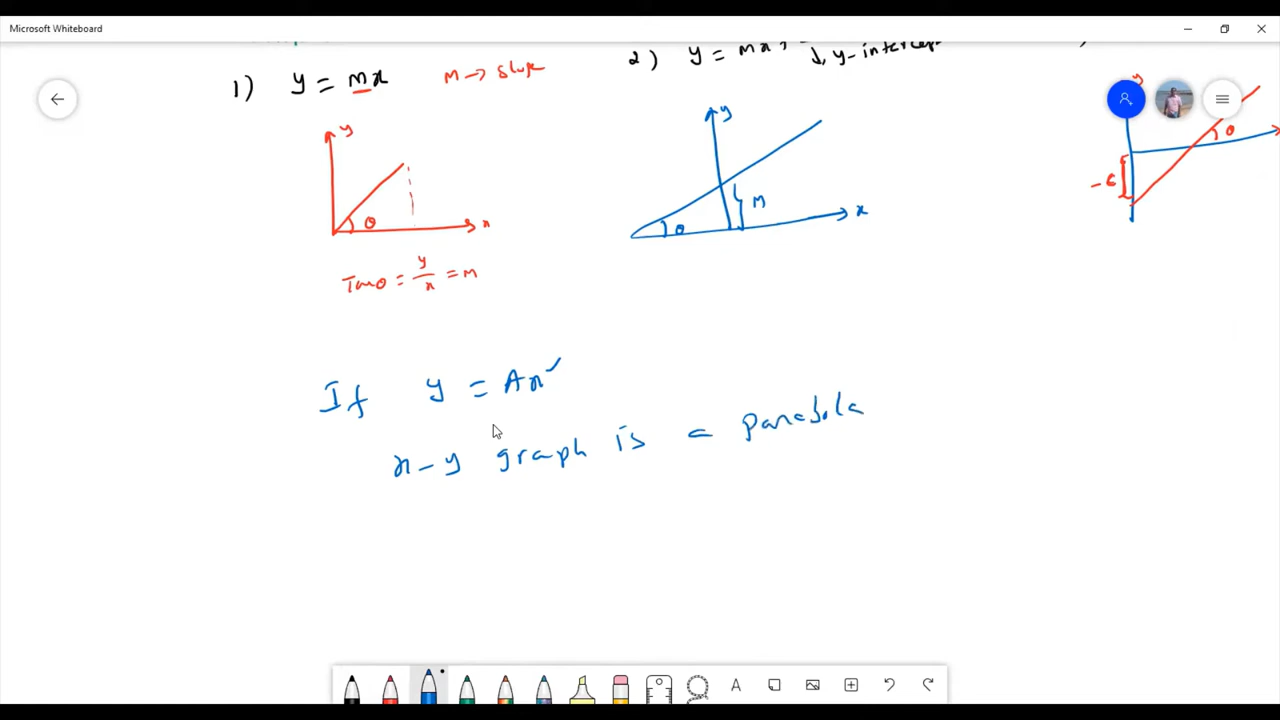 Microsoft Whiteboard
1) y = mx
M → slope
2) y = mx +
↓ y-intercept
y
θ
x
Tanθ = y/x = M
y
θ
M
x
y
θ
-c
If y = Ax²
x-y graph is a parabola
A